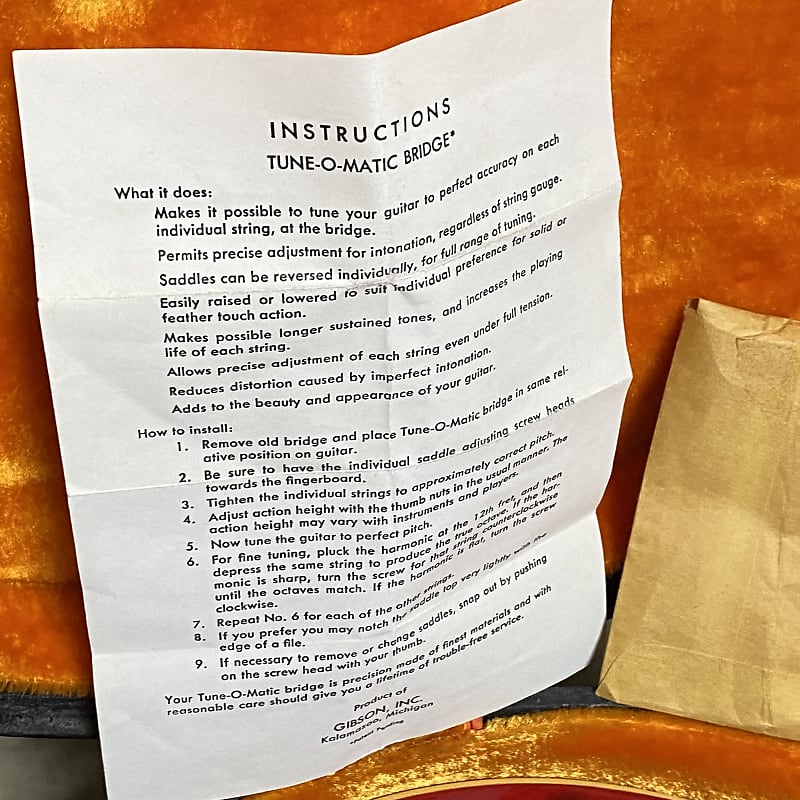 INSTRUCTIONS
TUNE-O-MATIC BRIDGE*
What it does:
Makes it possible to tune your guitar to perfect accuracy on each
individual string, at the bridge.
Permits precise adjustment for intonation, regardless of string gauge.
Saddles can be reversed individually, for full range of tuning.
Easily raised or lowered to suit individual preference for solid or
feather touch action.
Makes possible longer sustained tones, and increases the playing
life of each string.
Allows precise adjustment of each string even under full tension.
Reduces distortion caused by imperfect intonation.
Adds to the beauty and appearance of your guitar.
How to install:
1. Remove old bridge and place Tune-O-Matic bridge in same rel-
ative position on guitar.
2. Be sure to have the individual saddle adjusting screw heads
towards the fingerboard.
3. Tighten the individual strings to approximately correct pitch.
4. Adjust action height with the thumb nuts in the usual manner. The
action height may vary with instruments and players.
5. Now tune the guitar to perfect pitch.
6. For fine tuning, pluck the harmonic at the 12th fret, and then
depress the same string to produce the true octave. If the har-
monic is sharp, turn the screw for that string counterclockwise
until the octaves match. If the harmonic is flat, turn the screw
clockwise.
7. Repeat No. 6 for each of the other strings.
8. If you prefer you may notch the saddle top very lightly with the
edge of a file.
9. If necessary to remove or change saddles, snap out by pushing
on the screw head with your thumb.
Your Tune-O-Matic bridge is precision made of finest materials and with
reasonable care should give you a lifetime of trouble-free service.
Product of
GIBSON, INC.
Kalamazoo, Michigan
*Patent Pending